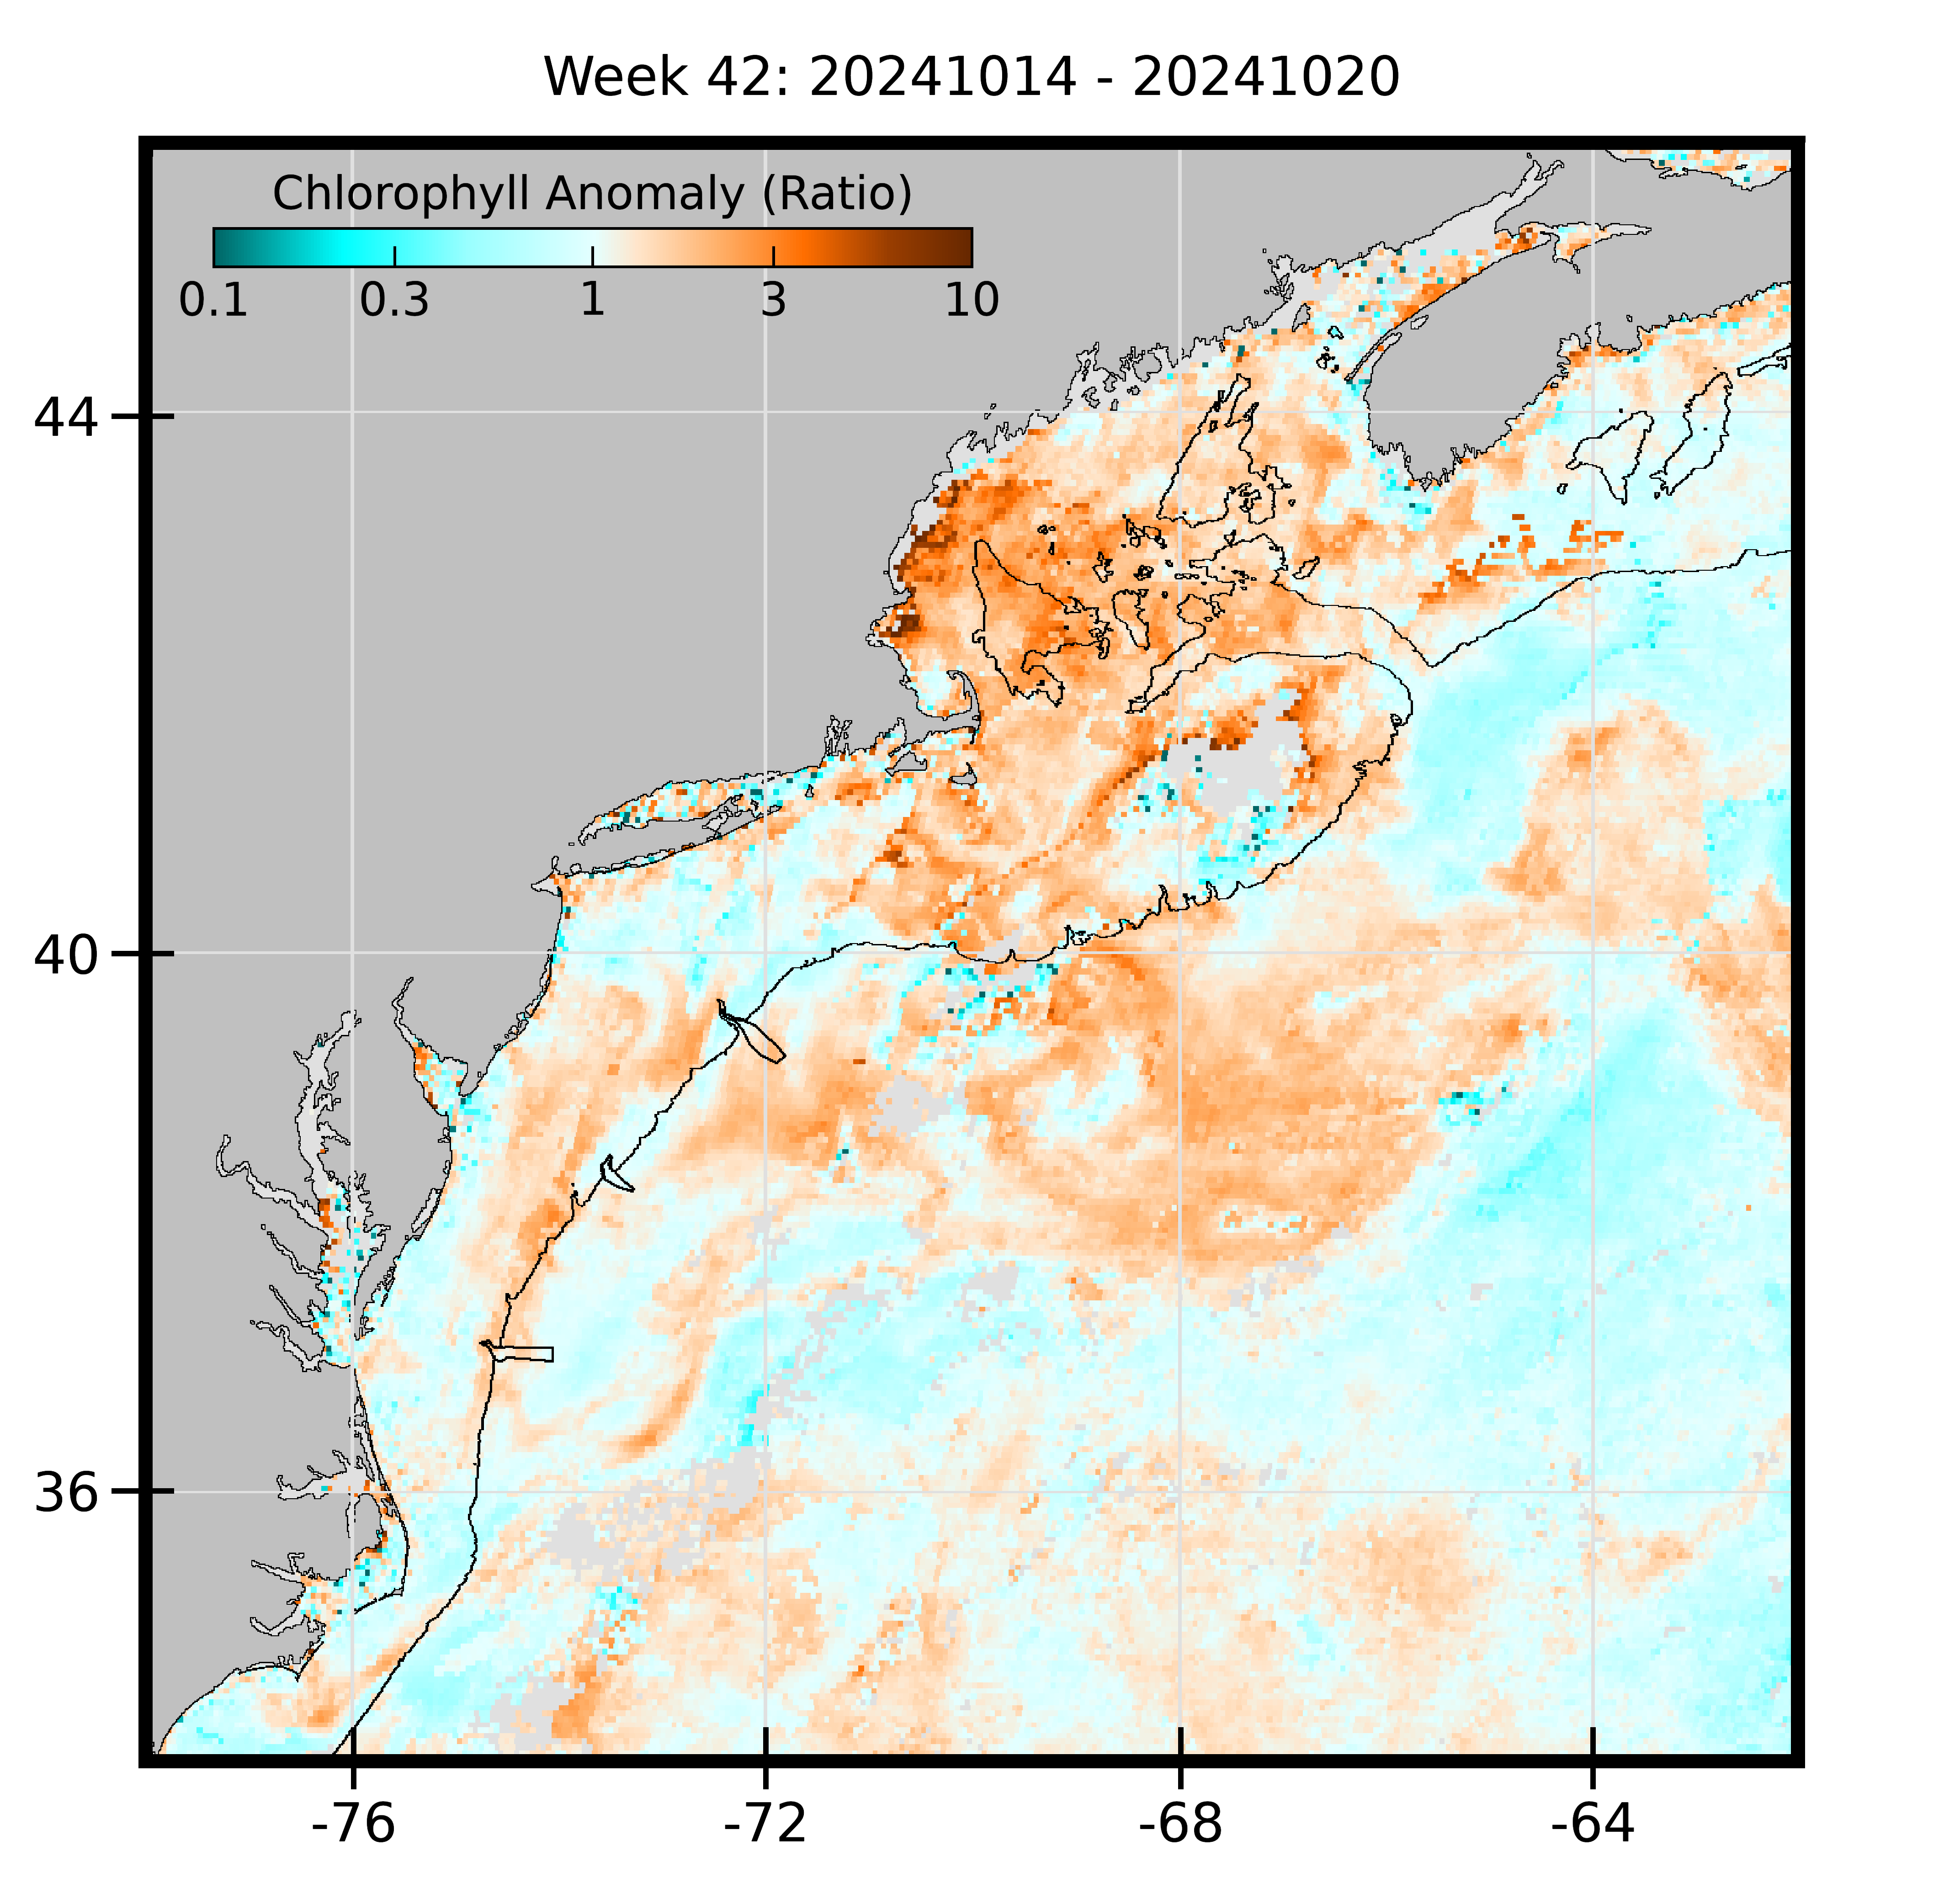 Week 42: 20241014 - 20241020
Chlorophyll Anomaly (Ratio)
0.1 0.3 1 3 10
44
40
36
-76 -72 -68 -64